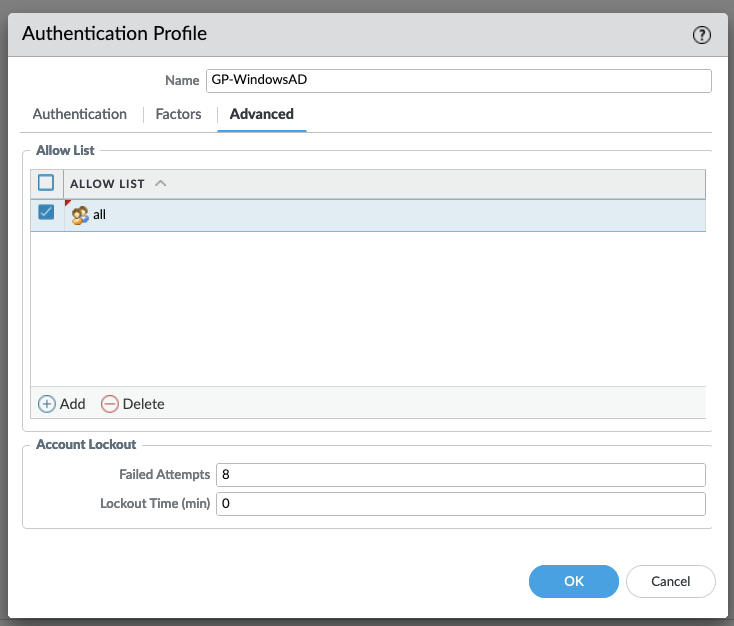 Authentication Profile
?
Name GP-WindowsAD
Authentication Factors Advanced
Allow List
ALLOW LIST
all
Add Delete
Account Lockout
Failed Attempts 8
Lockout Time (min) 0
OK Cancel